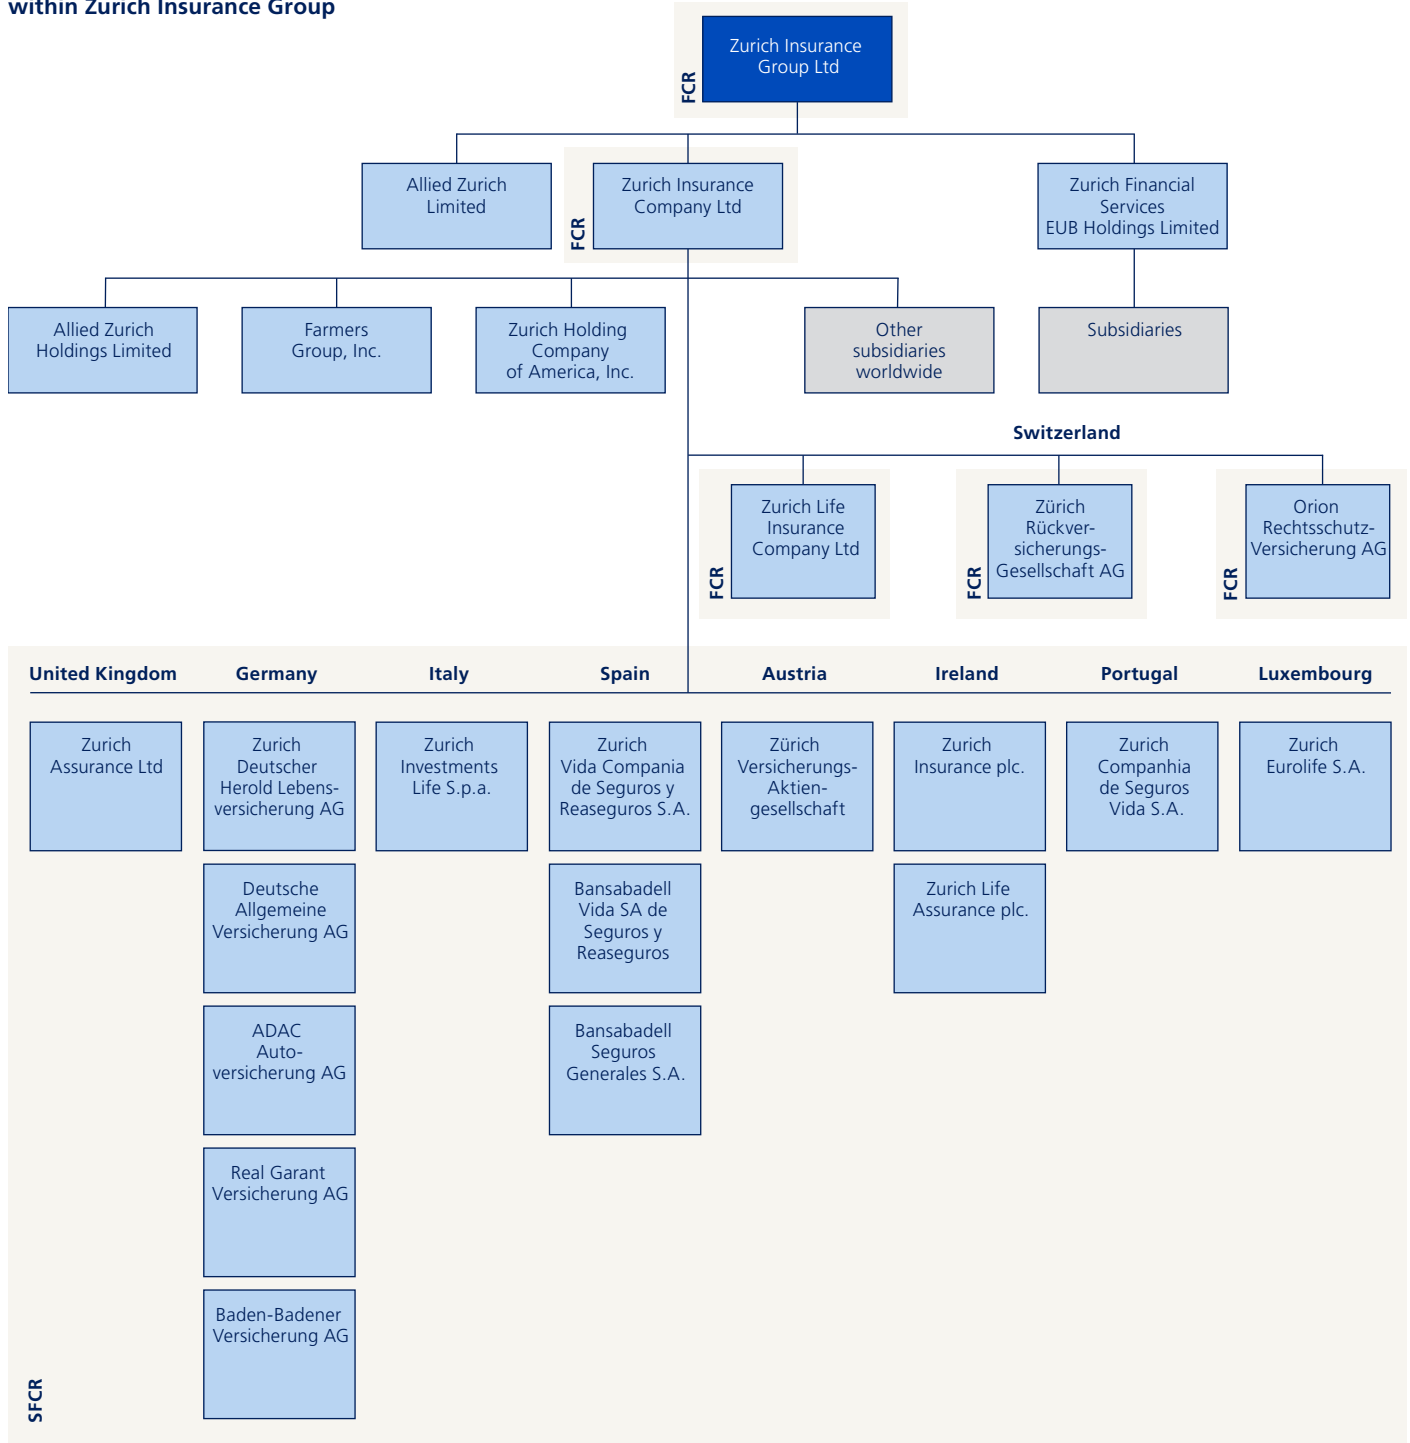 within Zurich Insurance Group
Zurich Insurance
Group Ltd
FCR
Allied Zurich
Limited
Zurich Insurance
Company Ltd
FCR
Zurich Financial
Services
EUB Holdings Limited
Allied Zurich
Holdings Limited
Farmers
Group, Inc.
Zurich Holding
Company
of America, Inc.
Other
subsidiaries
worldwide
Subsidiaries
Switzerland
Zurich Life
Insurance
Company Ltd
FCR
Zürich
Rückver-
sicherungs-
Gesellschaft AG
FCR
Orion
Rechtsschutz-
Versicherung AG
FCR
United Kingdom
Zurich
Assurance Ltd
Germany
Zurich
Deutscher
Herold Lebens-
versicherung AG
Deutsche
Allgemeine
Versicherung AG
ADAC
Auto-
versicherung AG
Real Garant
Versicherung AG
Baden-Badener
Versicherung AG
Italy
Zurich
Investments
Life S.p.a.
Spain
Zurich
Vida Compania
de Seguros y
Reaseguros S.A.
Bansabadell
Vida SA de
Seguros y
Reaseguros
Bansabadell
Seguros
Generales S.A.
Austria
Zürich
Versicherungs-
Aktien-
gesellschaft
Ireland
Zurich
Insurance plc.
Zurich Life
Assurance plc.
Portugal
Zurich
Companhia
de Seguros
Vida S.A.
Luxembourg
Zurich
Eurolife S.A.
SFCR